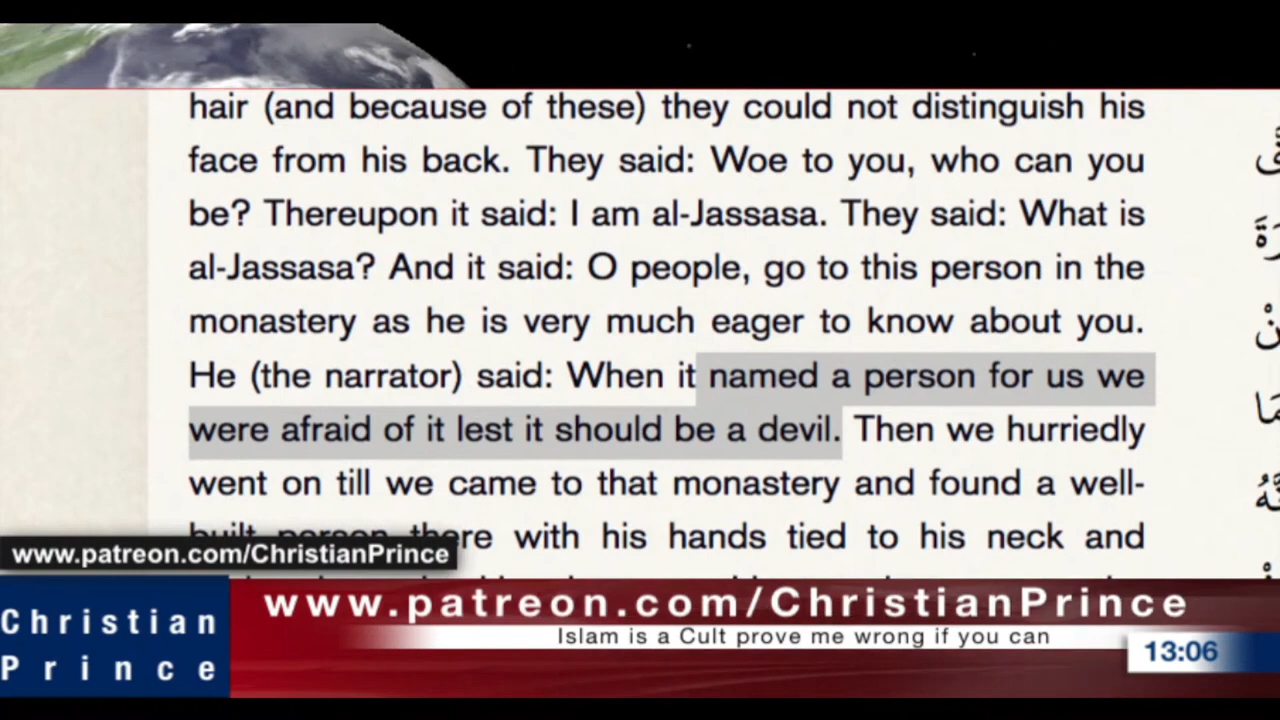 hair (and because of these) they could not distinguish his
face from his back. They said: Woe to you, who can you
be? Thereupon it said: I am al-Jassasa. They said: What is
al-Jassasa? And it said: O people, go to this person in the
monastery as he is very much eager to know about you.
He (the narrator) said: When it named a person for us we
were afraid of it lest it should be a devil. Then we hurriedly
went on till we came to that monastery and found a well-
built person there with his hands tied to his neck and
www.patreon.com/ChristianPrince
www.patreon.com/ChristianPrince
Christian
Prince
Islam is a Cult prove me wrong if you can
13:06